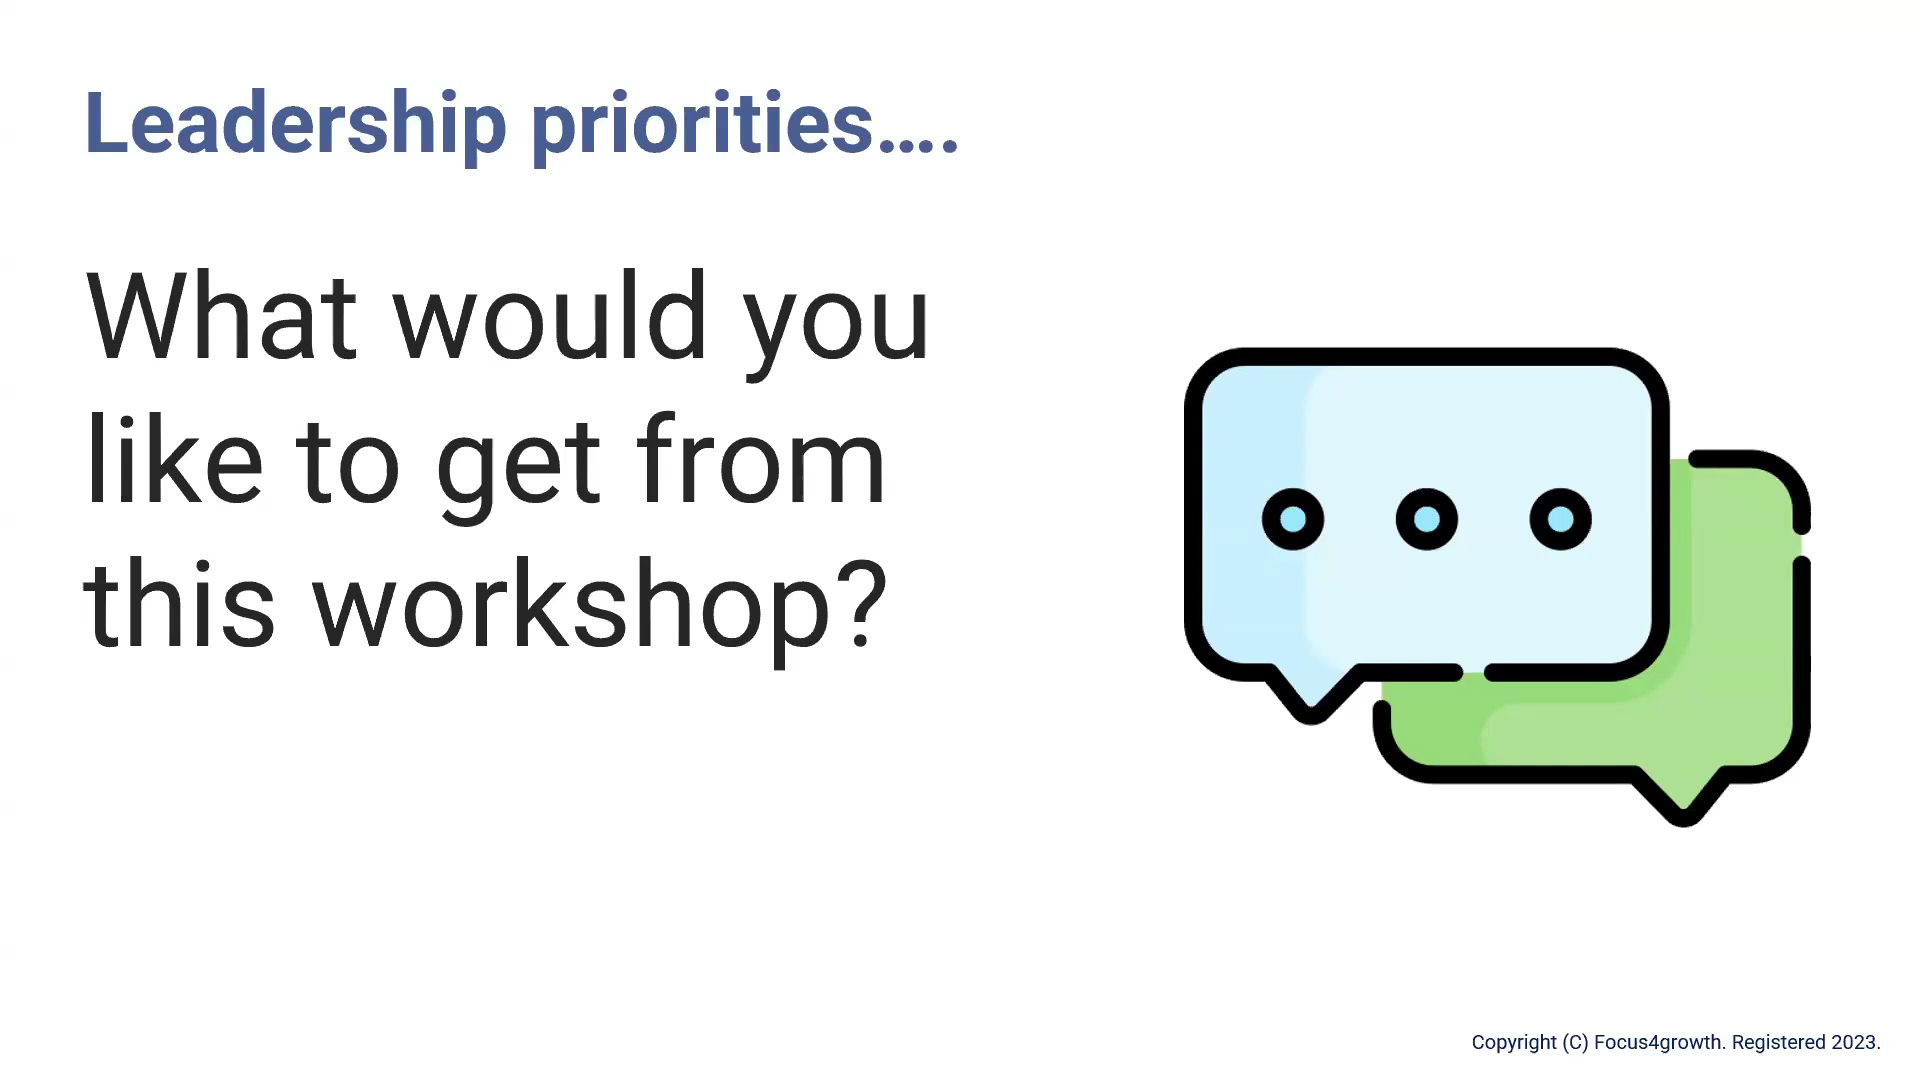 Leadership priorities….
What would you
like to get from
this workshop?
Copyright (C) Focus4growth. Registered 2023.